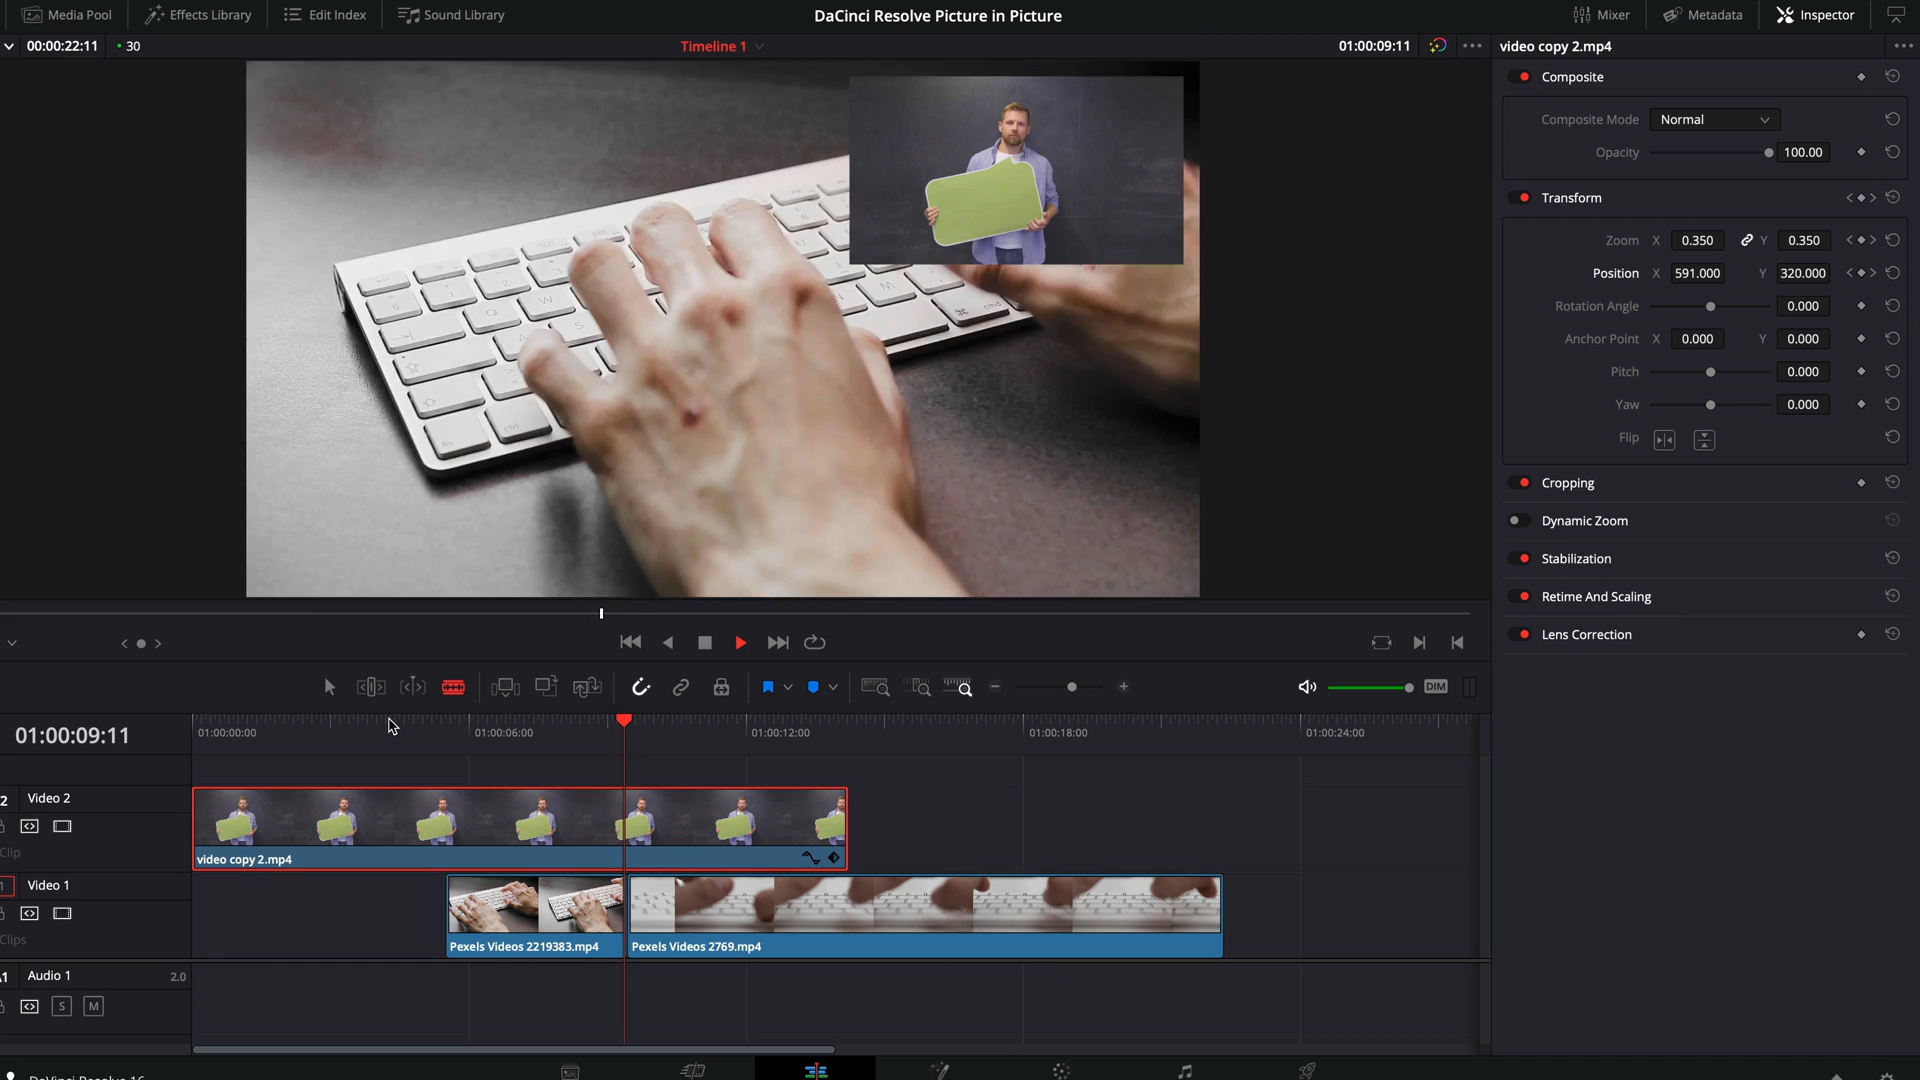 Media Pool
Effects Library
Edit Index
Sound Library
DaCinci Resolve Picture in Picture
Mixer
Metadata
Inspector
00:00:22:11
30
Timeline 1
01:00:09:11
video copy 2.mp4
Composite
Composite Mode
Normal
Opacity
100.00
Transform
Zoom X 0.350 Y 0.350
Position X 591.000 Y 320.000
Rotation Angle 0.000
Anchor Point X 0.000 Y 0.000
Pitch 0.000
Yaw 0.000
Flip
Cropping
Dynamic Zoom
Stabilization
Retime And Scaling
Lens Correction
DIM
01:00:09:11
01:00:00:00
01:00:06:00
01:00:12:00
01:00:18:00
01:00:24:00
2 Video 2
Clip
video copy 2.mp4
1 Video 1
Clips
Pexels Videos 2219383.mp4
Pexels Videos 2769.mp4
A1 Audio 1 2.0
S M
DaVinci Resolve 16